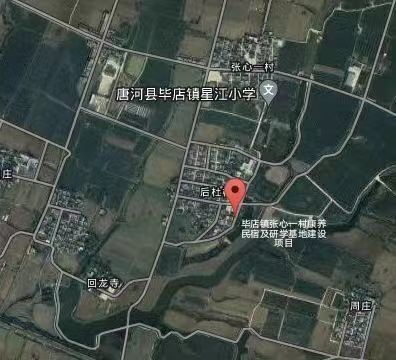 张心一村
唐河县毕店镇星江小学
文
庄
后杜
毕店镇张心一村康养
民宿及研学基地建设
项目
回龙寺
周庄